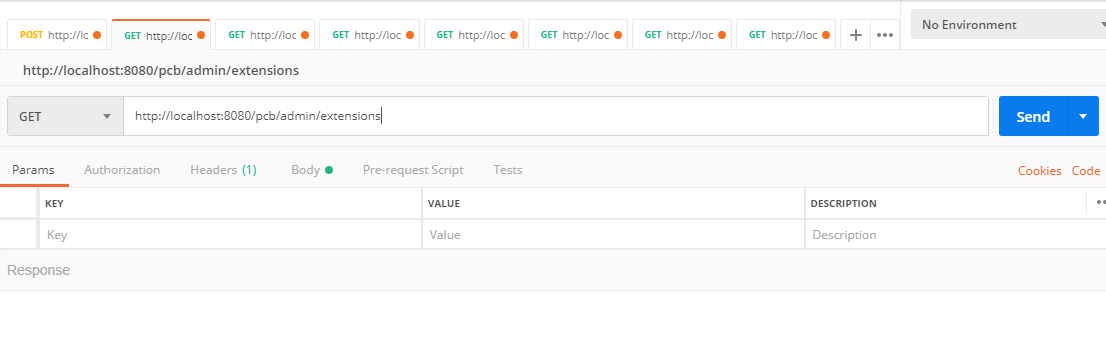 No Environment
POST http://lc GET http://loc GET http://loc GET http://loc GET http://loc GET http://loc GET http://loc GET http://loc
http://localhost:8080/pcb/admin/extensions
GET http://localhost:8080/pcb/admin/extensions Send
Params Authorization Headers (1) Body Pre-request Script Tests Cookies Code
KEY VALUE DESCRIPTION
Key Value Description
Response